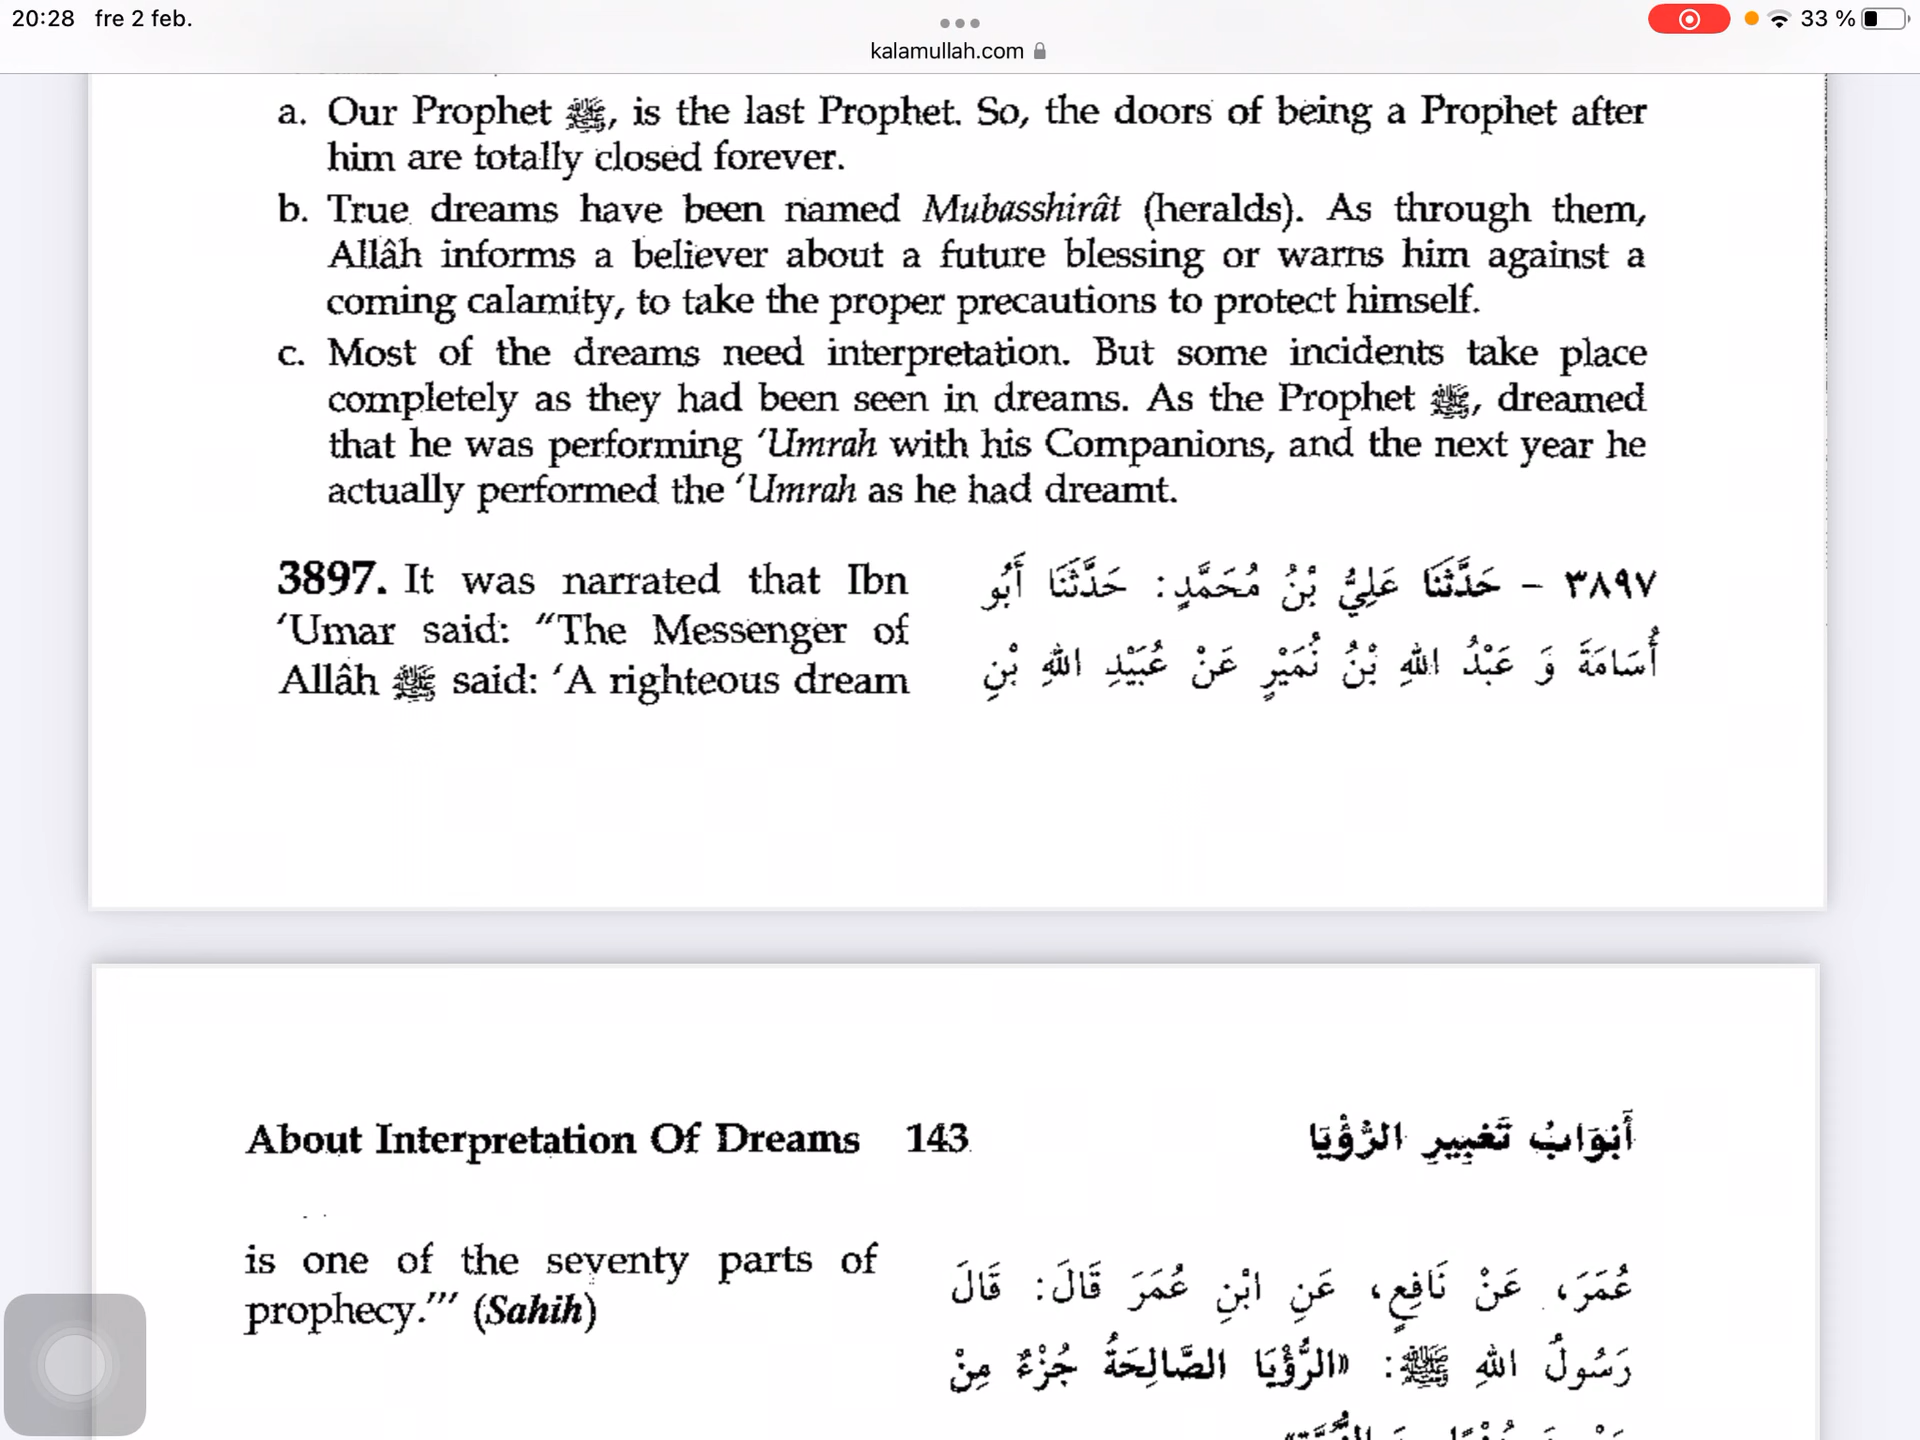 20:28 fre 2 feb.
33 %
kalamullah.com
a. Our Prophet ﷺ, is the last Prophet. So, the doors of being a Prophet after
him are totally closed forever.
b. True dreams have been named Mubasshirât (heralds). As through them,
Allâh informs a believer about a future blessing or warns him against a
coming calamity, to take the proper precautions to protect himself.
c. Most of the dreams need interpretation. But some incidents take place
completely as they had been seen in dreams. As the Prophet ﷺ, dreamed
that he was performing ‘Umrah with his Companions, and the next year he
actually performed the ‘Umrah as he had dreamt.
3897. It was narrated that Ibn
‘Umar said: “The Messenger of
Allâh ﷺ said: ‘A righteous dream
٣٨٩٧ – حَدَّثَنَا عَلِيُّ بْنُ مُحَمَّدٍ: حَدَّثَنَا أَبُو
أُسَامَةَ وَ عَبْدُ اللهِ بْنُ نُمَيْرٍ عَنْ عُبَيْدِ اللهِ بْنِ
About Interpretation Of Dreams 143
أَبْوَابُ تَعْبِيرِ الرُّؤْيَا
is one of the seventy parts of
prophecy.’” (Sahih)
عُمَرَ، عَنْ نَافِعٍ، عَنِ ابْنِ عُمَرَ قَالَ: قَالَ
رَسُولُ اللهِ ﷺ: «الرُّؤْيَا الصَّالِحَةُ جُزْءٌ مِنْ